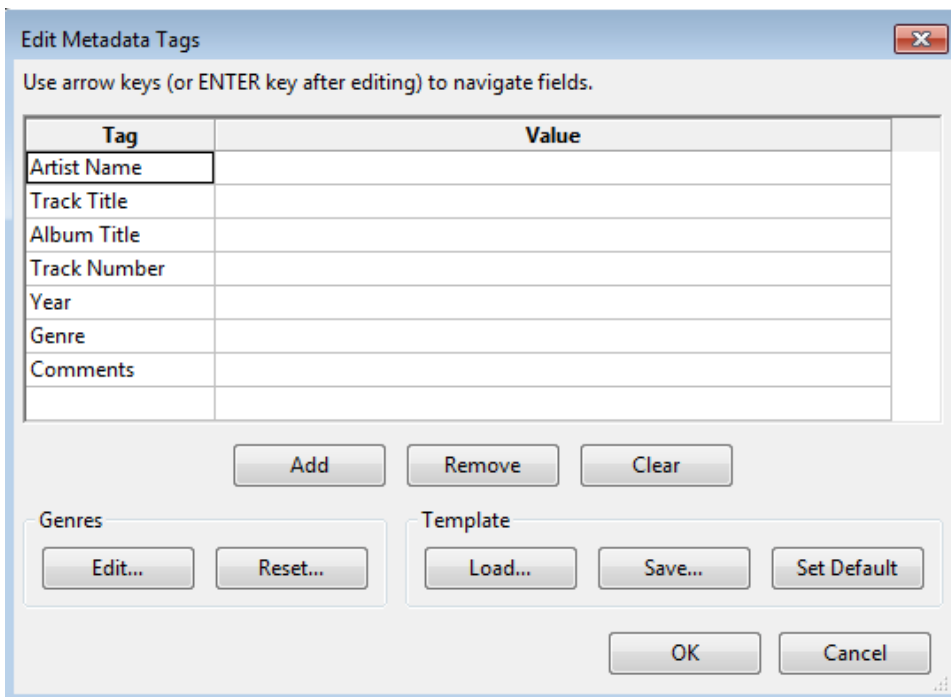 Edit Metadata Tags
Use arrow keys (or ENTER key after editing) to navigate fields.
Tag Value
Artist Name
Track Title
Album Title
Track Number
Year
Genre
Comments
Add Remove Clear
Genres Template
Edit... Reset... Load... Save... Set Default
OK Cancel